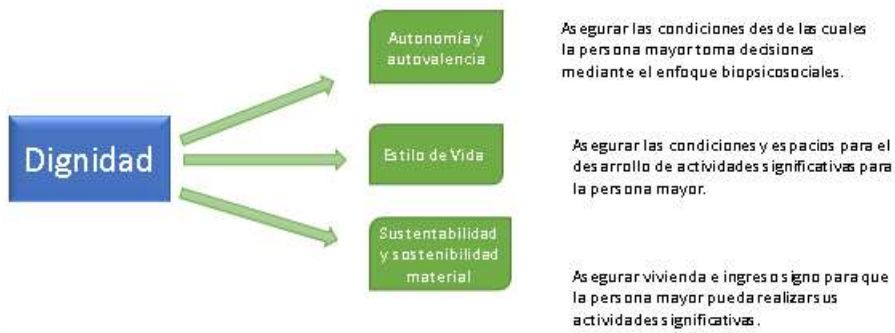 Dignidad
Autonomía y
autovalencia
Asegurar las condiciones desde las cuales
la persona mayor toma decisiones
mediante el enfoque biopsicosociales.
Estilo de Vida
Asegurar las condiciones y espacios para el
desarrollo de actividades significativas para
la persona mayor.
Sustentabilidad
y sostenibilidad
material
Asegurar vivienda e ingreso signo para que
la persona mayor pueda realizar sus
actividades significativas.